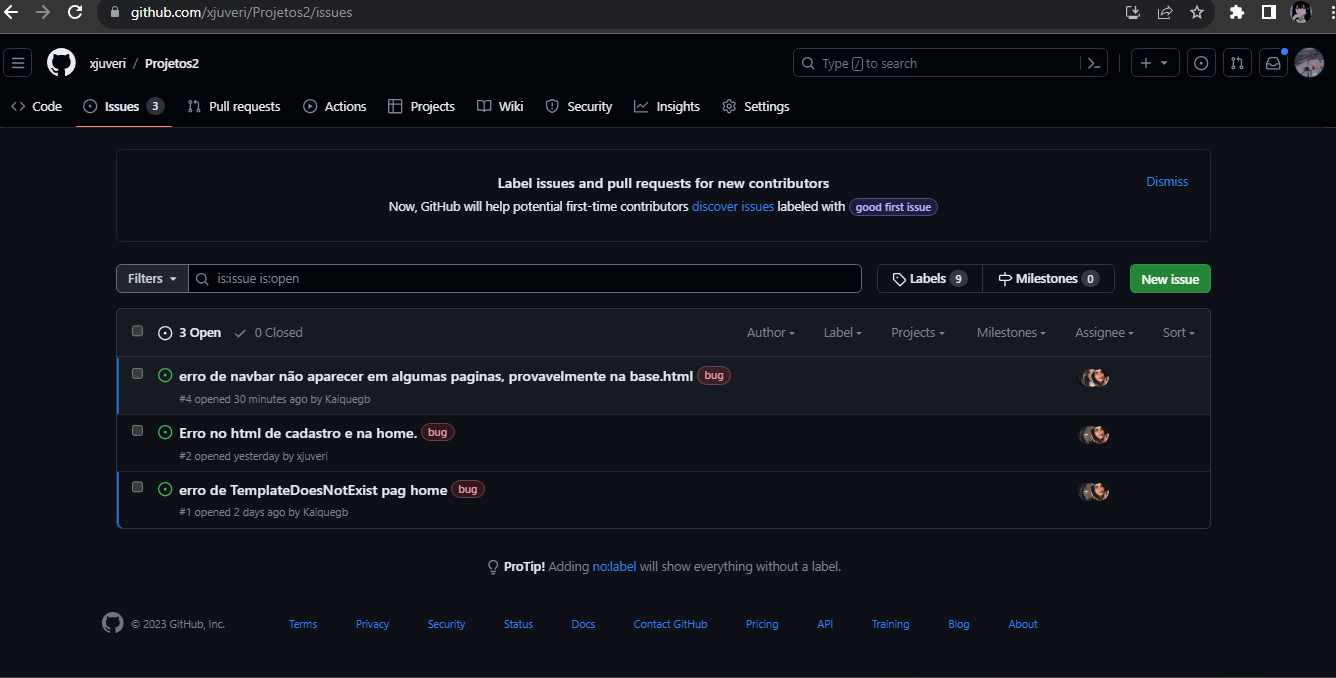 github.com/xjuveri/Projetos2/issues
xjuveri / Projetos2
Type / to search
Code Issues 3 Pull requests Actions Projects Wiki Security Insights Settings
Label issues and pull requests for new contributors
Dismiss
Now, GitHub will help potential first-time contributors discover issues labeled with good first issue
Filters is:issue is:open Labels 9 Milestones 0 New issue
3 Open 0 Closed Author Label Projects Milestones Assignee Sort
erro de navbar não aparecer em algumas paginas, provavelmente na base.html bug
#4 opened 30 minutes ago by Kaiquegb
Erro no html de cadastro e na home. bug
#2 opened yesterday by xjuveri
erro de TemplateDoesNotExist pag home bug
#1 opened 2 days ago by Kaiquegb
ProTip! Adding no:label will show everything without a label.
© 2023 GitHub, Inc. Terms Privacy Security Status Docs Contact GitHub Pricing API Training Blog About